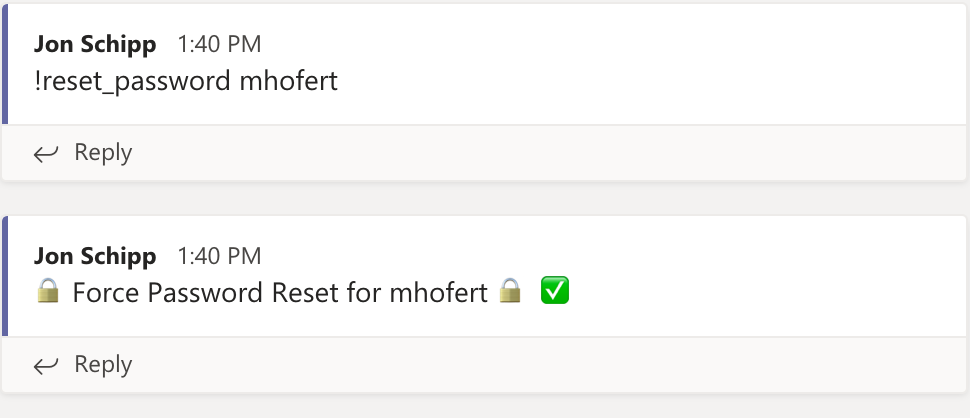 Jon Schipp 1:40 PM
!reset_password mhofert
Reply
Jon Schipp 1:40 PM
🔒 Force Password Reset for mhofert 🔒 ✅
Reply